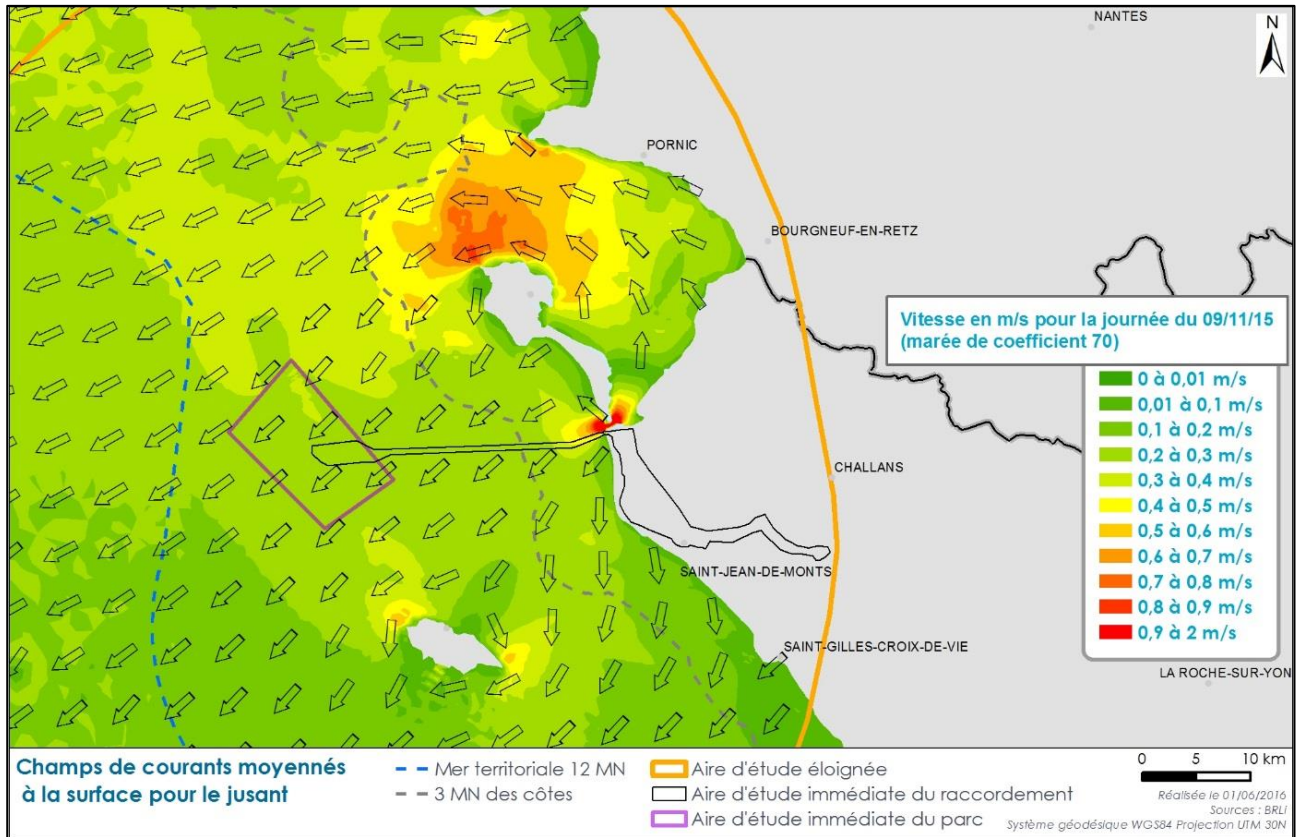 NANTES
N
PORNIC
BOURGNEUF-EN-RETZ
Vitesse en m/s pour la journée du 09/11/15
(marée de coefficient 70)
0 à 0,01 m/s
0,01 à 0,1 m/s
0,1 à 0,2 m/s
0,2 à 0,3 m/s
0,3 à 0,4 m/s
0,4 à 0,5 m/s
0,5 à 0,6 m/s
0,6 à 0,7 m/s
0,7 à 0,8 m/s
0,8 à 0,9 m/s
0,9 à 2 m/s
CHALLANS
SAINT-JEAN-DE-MONTS
SAINT-GILLES-CROIX-DE-VIE
LA ROCHE-SUR-YON
Champs de courants moyennés
à la surface pour le jusant
Mer territoriale 12 MN
3 MN des côtes
Aire d'étude éloignée
Aire d'étude immédiate du raccordement
Aire d'étude immédiate du parc
0 5 10 km
Réalisée le 01/06/2016
Sources : BRLi
Système géodésique WGS84 Projection UTM 30N